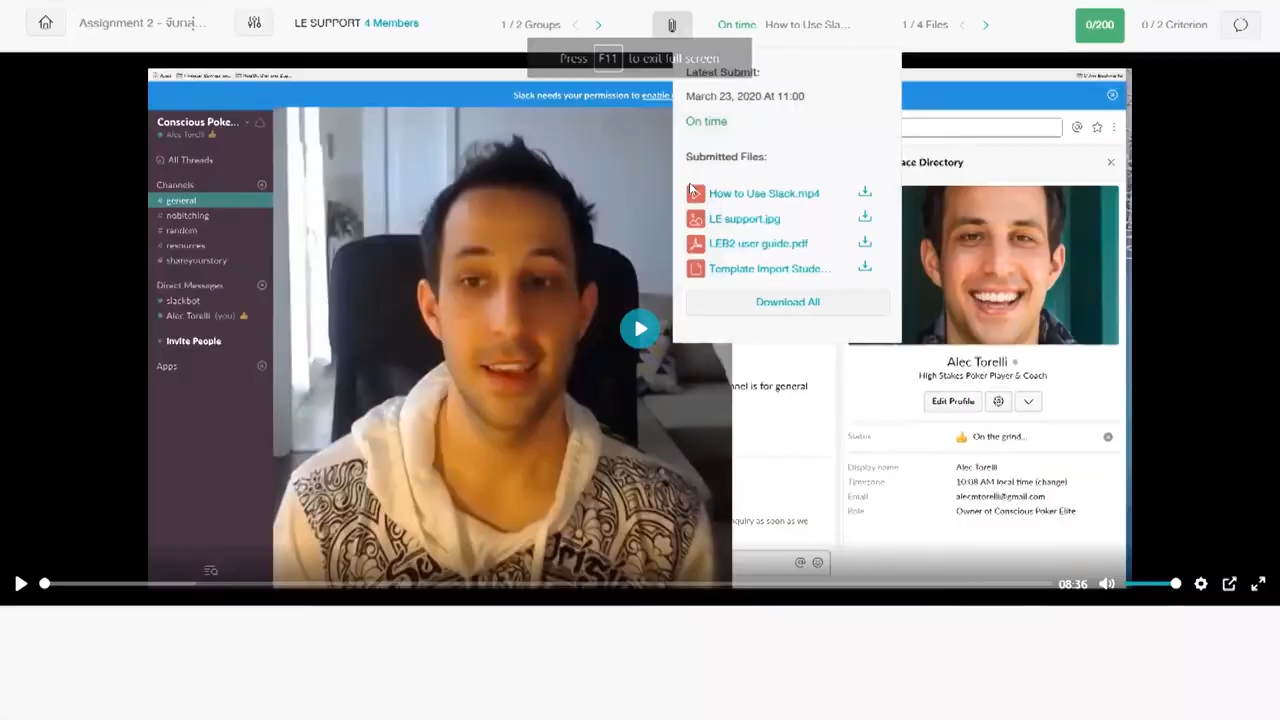 Assignment 2 - จับกลุ่...
LE SUPPORT 4 Members
1 / 2 Groups
On time How to Use Sla...
1 / 4 Files
0/200
0 / 2 Criterion
Press F11 to exit full screen
Latest Submit:
March 23, 2020 At 11:00
On time
Submitted Files:
How to Use Slack.mp4
LE support.jpg
LEB2 user guide.pdf
Template Import Stude...
Download All
Slack needs your permission to enable
Conscious Poke...
Alec Torelli
All Threads
Channels
# general
# nobitching
# random
# resources
# shareyourstory
Direct Messages
slackbot
Alec Torelli (you)
Invite People
Apps
nel is for general
nquiry as soon as we
ace Directory
Alec Torelli
High Stakes Poker Player & Coach
Edit Profile
Status On the grind...
Display name Alec Torelli
Timezone 10:08 AM local time (change)
Email alecmtorelli@gmail.com
Role Owner of Conscious Poker Elite
08:36